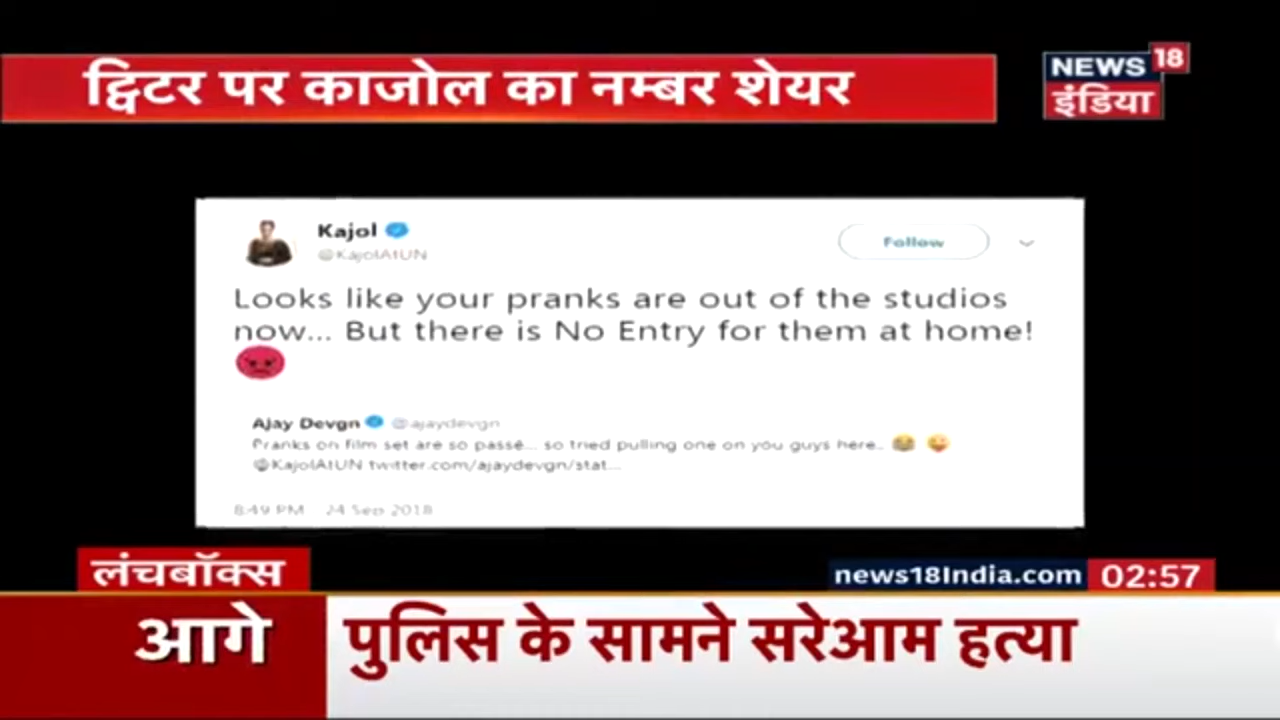 ट्विटर पर काजोल का नम्बर शेयर
NEWS 18
इंडिया
Kajol
@KajolAtUN
Follow
Looks like your pranks are out of the studios
now... But there is No Entry for them at home!
Ajay Devgn @ajaydevgn
Pranks on film set are so passé... so tried pulling one on you guys here..
@KajolAtUN twitter.com/ajaydevgn/stat...
8:49 PM 24 Sep 2018
लंचबॉक्स
news18India.com 02:57
आगे पुलिस के सामने सरेआम हत्या